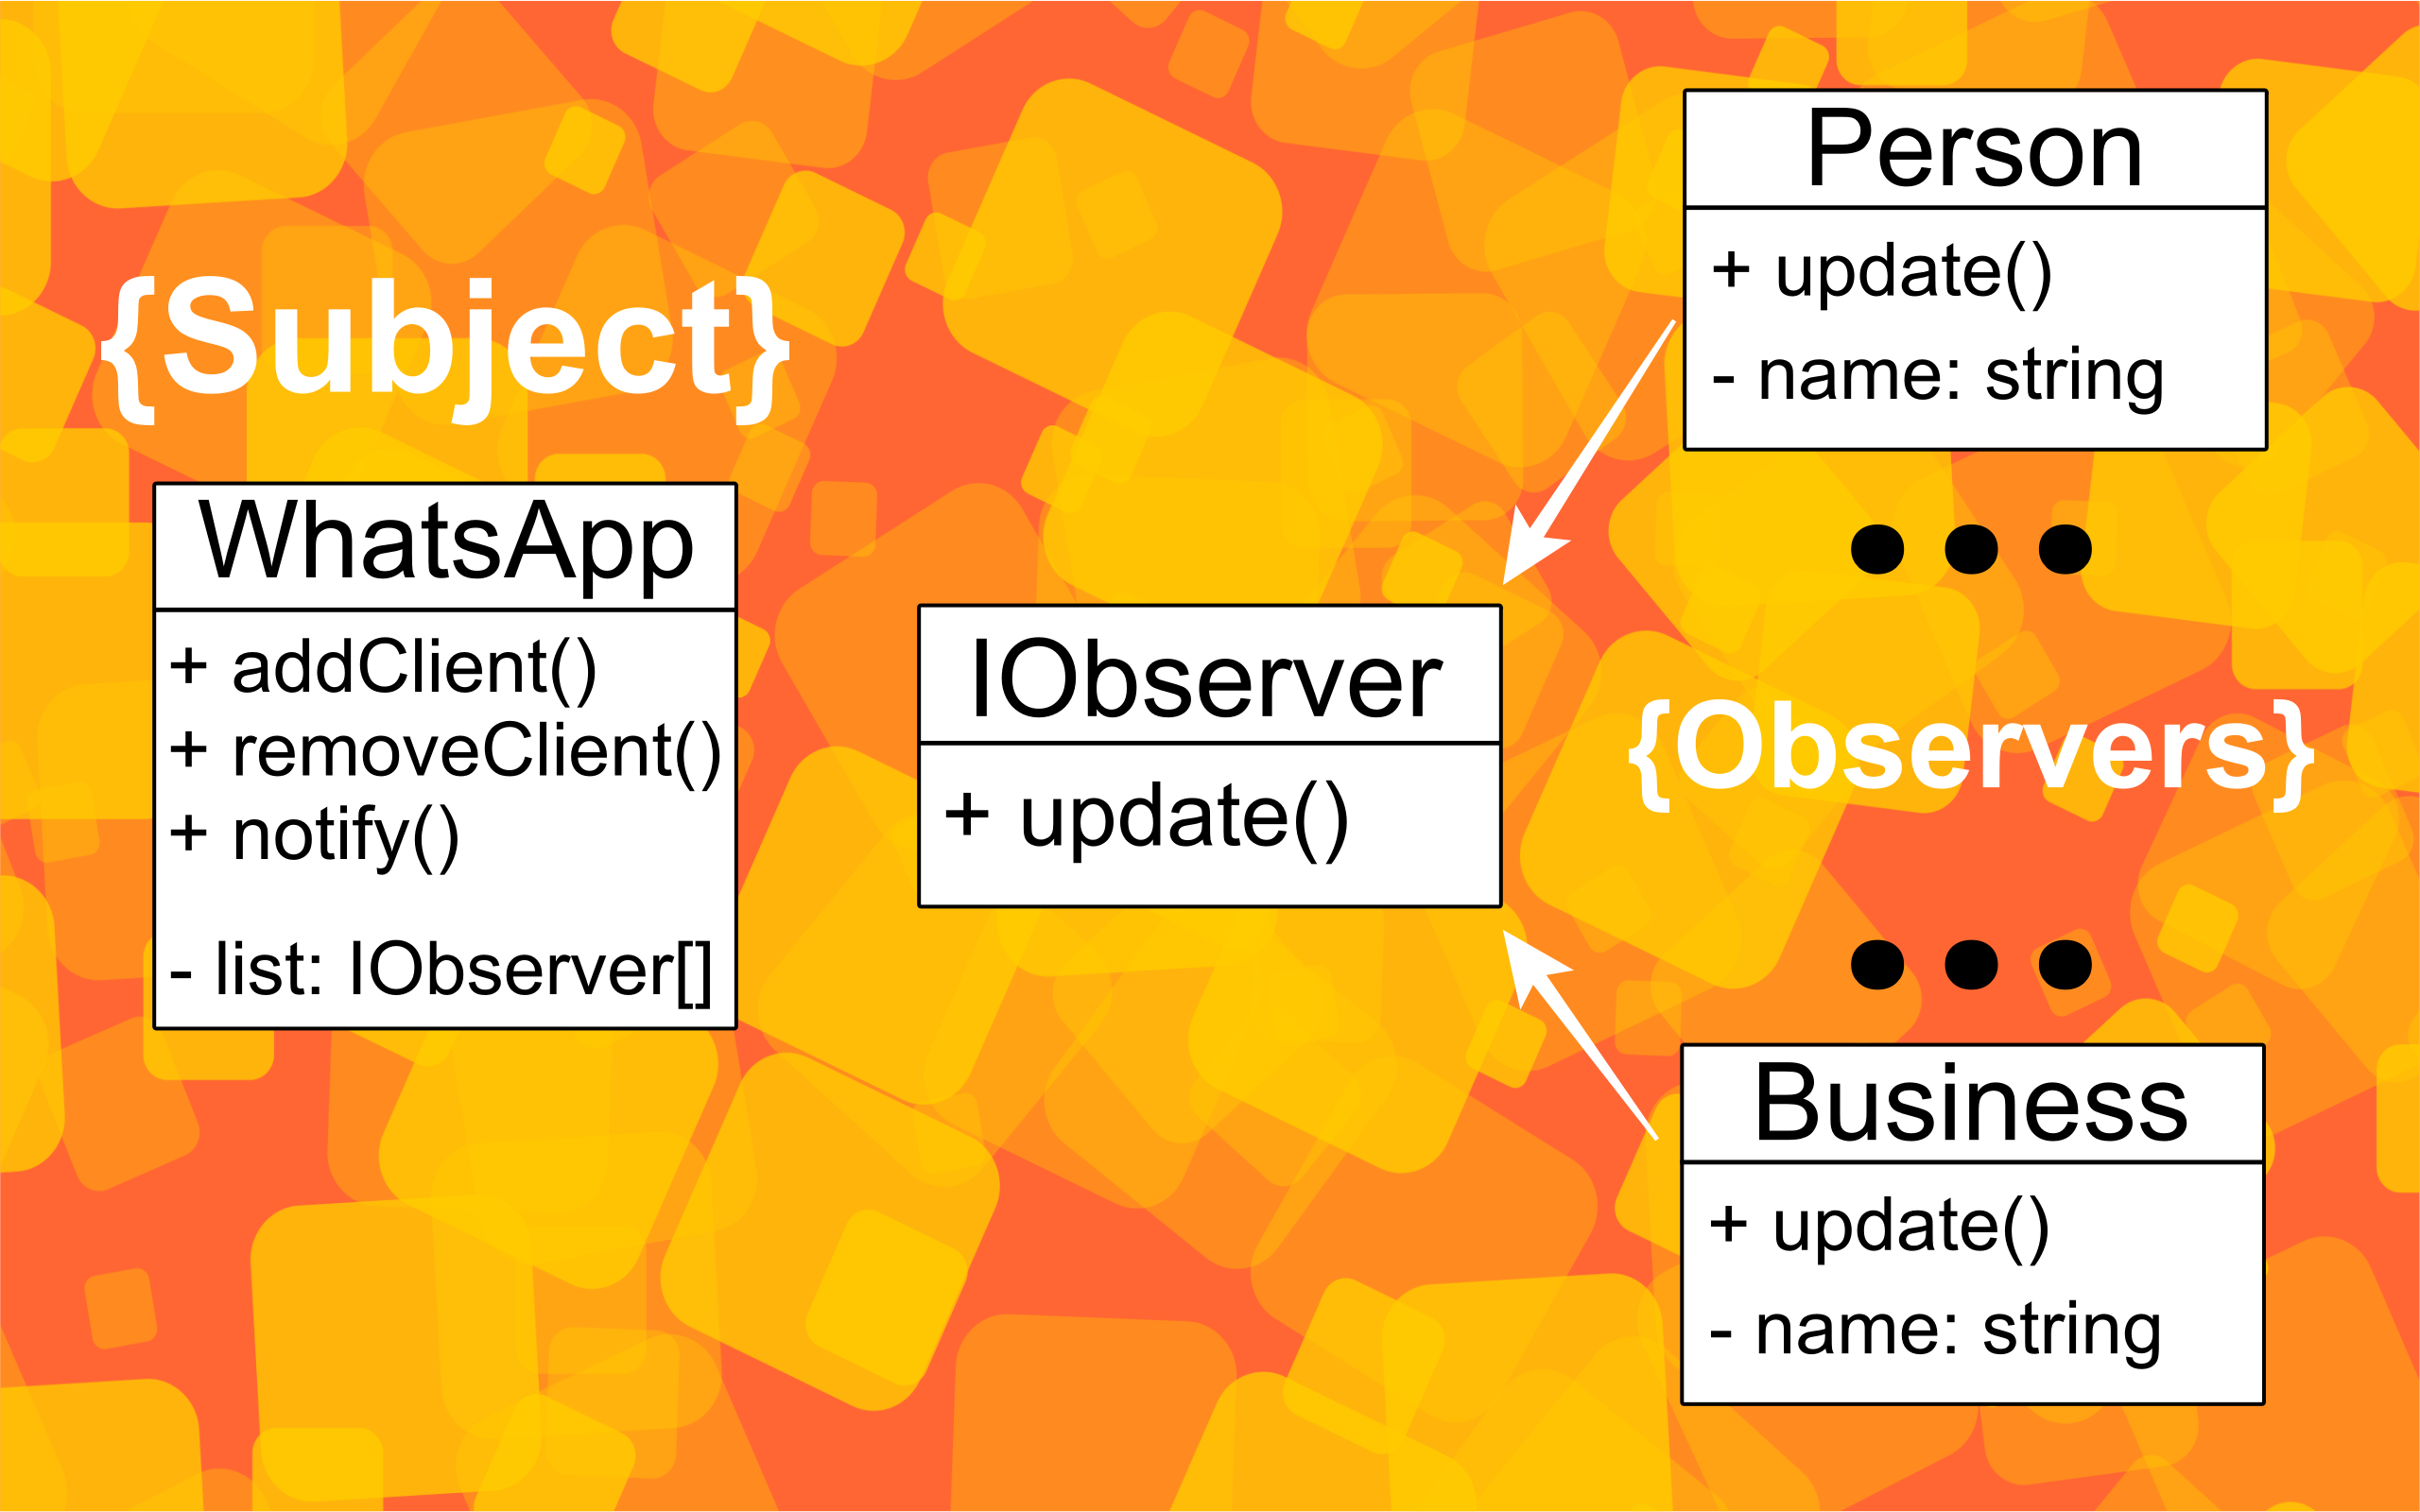 {Subject}
WhatsApp
+ addClient()
+ removeClient()
+ notify()
- list: IObserver[]
IObserver
+ update()
Person
+ update()
- name: string
{Observers}
Business
+ update()
- name: string